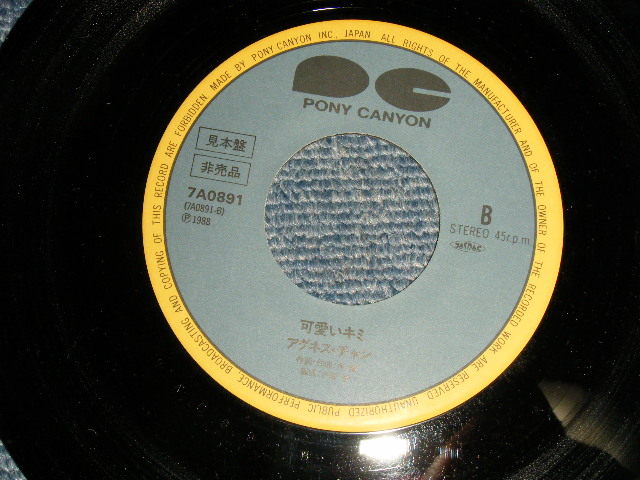 MADE BY PONY CANYON INC., JAPAN ALL RIGHTS OF THE MANUFACTURER AND OF THE OWNER OF THE RECORDED WORK ARE RESERVED UNAUTHORIZED PUBLIC PERFORMANCE, BROADCASTING AND COPYING OF THIS RECORD ARE FORBIDDEN.
PONY CANYON
見本盤
非売品
7A0891
(7A0891-B)
Ⓟ1988
B
STEREO 45r.p.m
可愛いキミ
アグネス・チャン